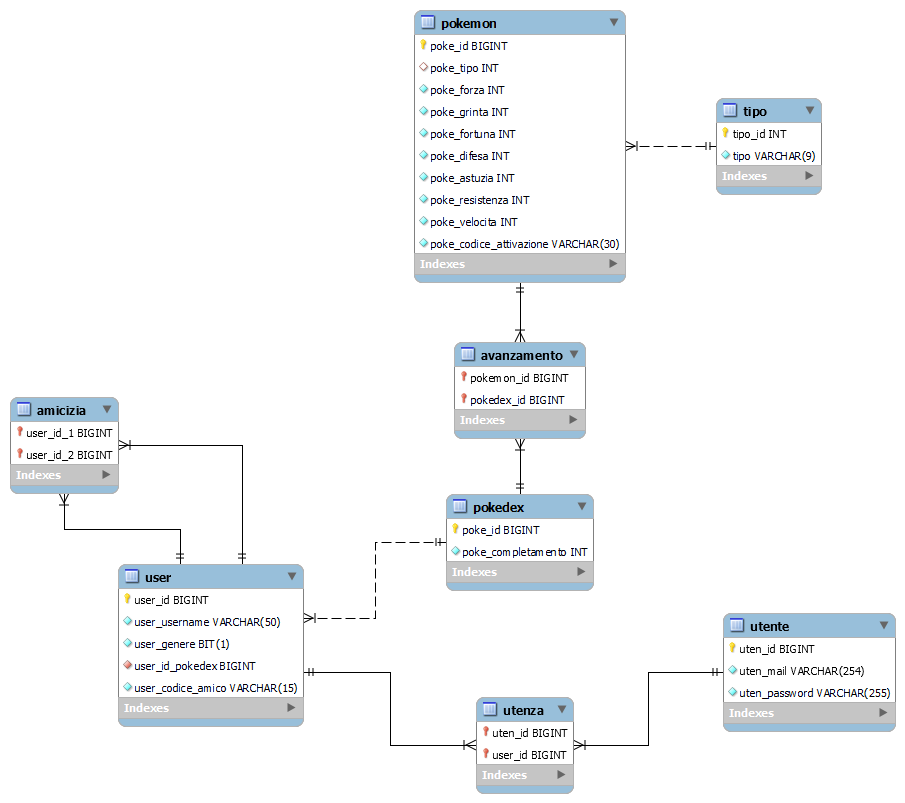 pokemon
poke_id BIGINT
poke_tipo INT
poke_forza INT
poke_grinta INT
poke_fortuna INT
poke_difesa INT
poke_astuzia INT
poke_resistenza INT
poke_velocita INT
poke_codice_attivazione VARCHAR(30)
Indexes
tipo
tipo_id INT
tipo VARCHAR(9)
Indexes
avanzamento
pokemon_id BIGINT
pokedex_id BIGINT
Indexes
amicizia
user_id_1 BIGINT
user_id_2 BIGINT
Indexes
pokedex
poke_id BIGINT
poke_completamento INT
Indexes
user
user_id BIGINT
user_username VARCHAR(50)
user_genere BIT(1)
user_id_pokedex BIGINT
user_codice_amico VARCHAR(15)
Indexes
utente
uten_id BIGINT
uten_mail VARCHAR(254)
uten_password VARCHAR(255)
Indexes
utenza
uten_id BIGINT
user_id BIGINT
Indexes